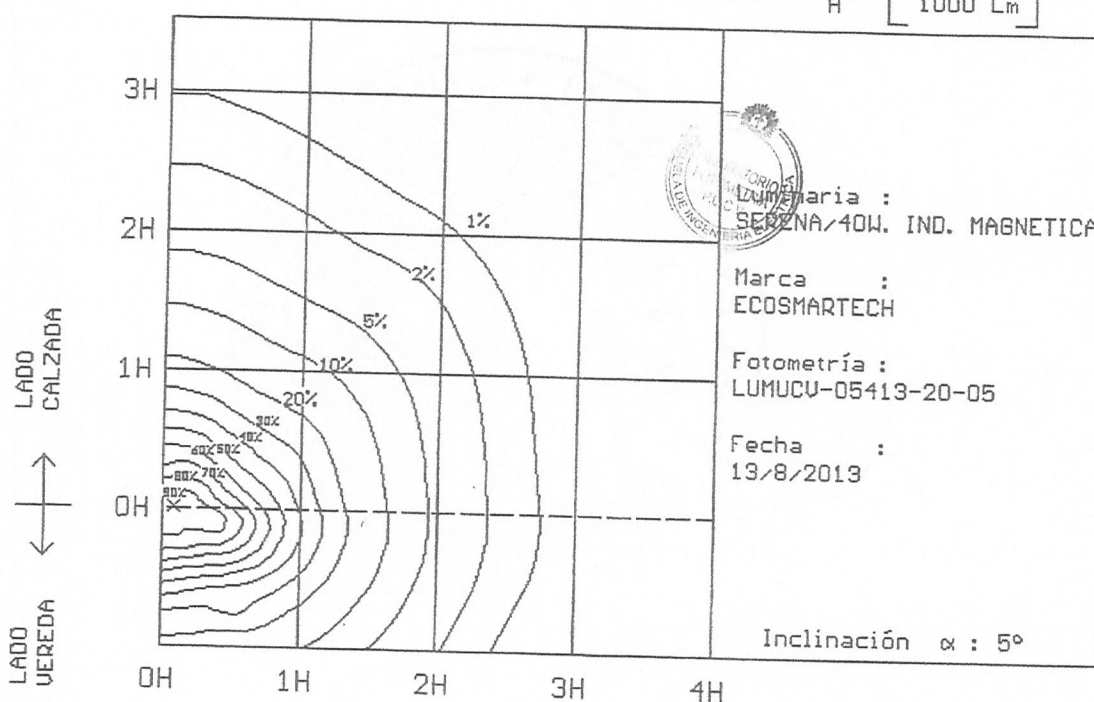 H [ 1000 Lm ]
3H
2H
1H
0H
LADO CALZADA
LADO VEREDA
1%
2%
5%
10%
20%
30%
40%
60% 50%
80% 70%
90%
0H 1H 2H 3H 4H
Luminaria :
SERENA/40W. IND. MAGNETICA
Marca :
ECOSMARTECH
Fotometría :
LUMUCV-05413-20-05
Fecha :
13/8/2013
Inclinación α : 5°
DE INGENIERIA